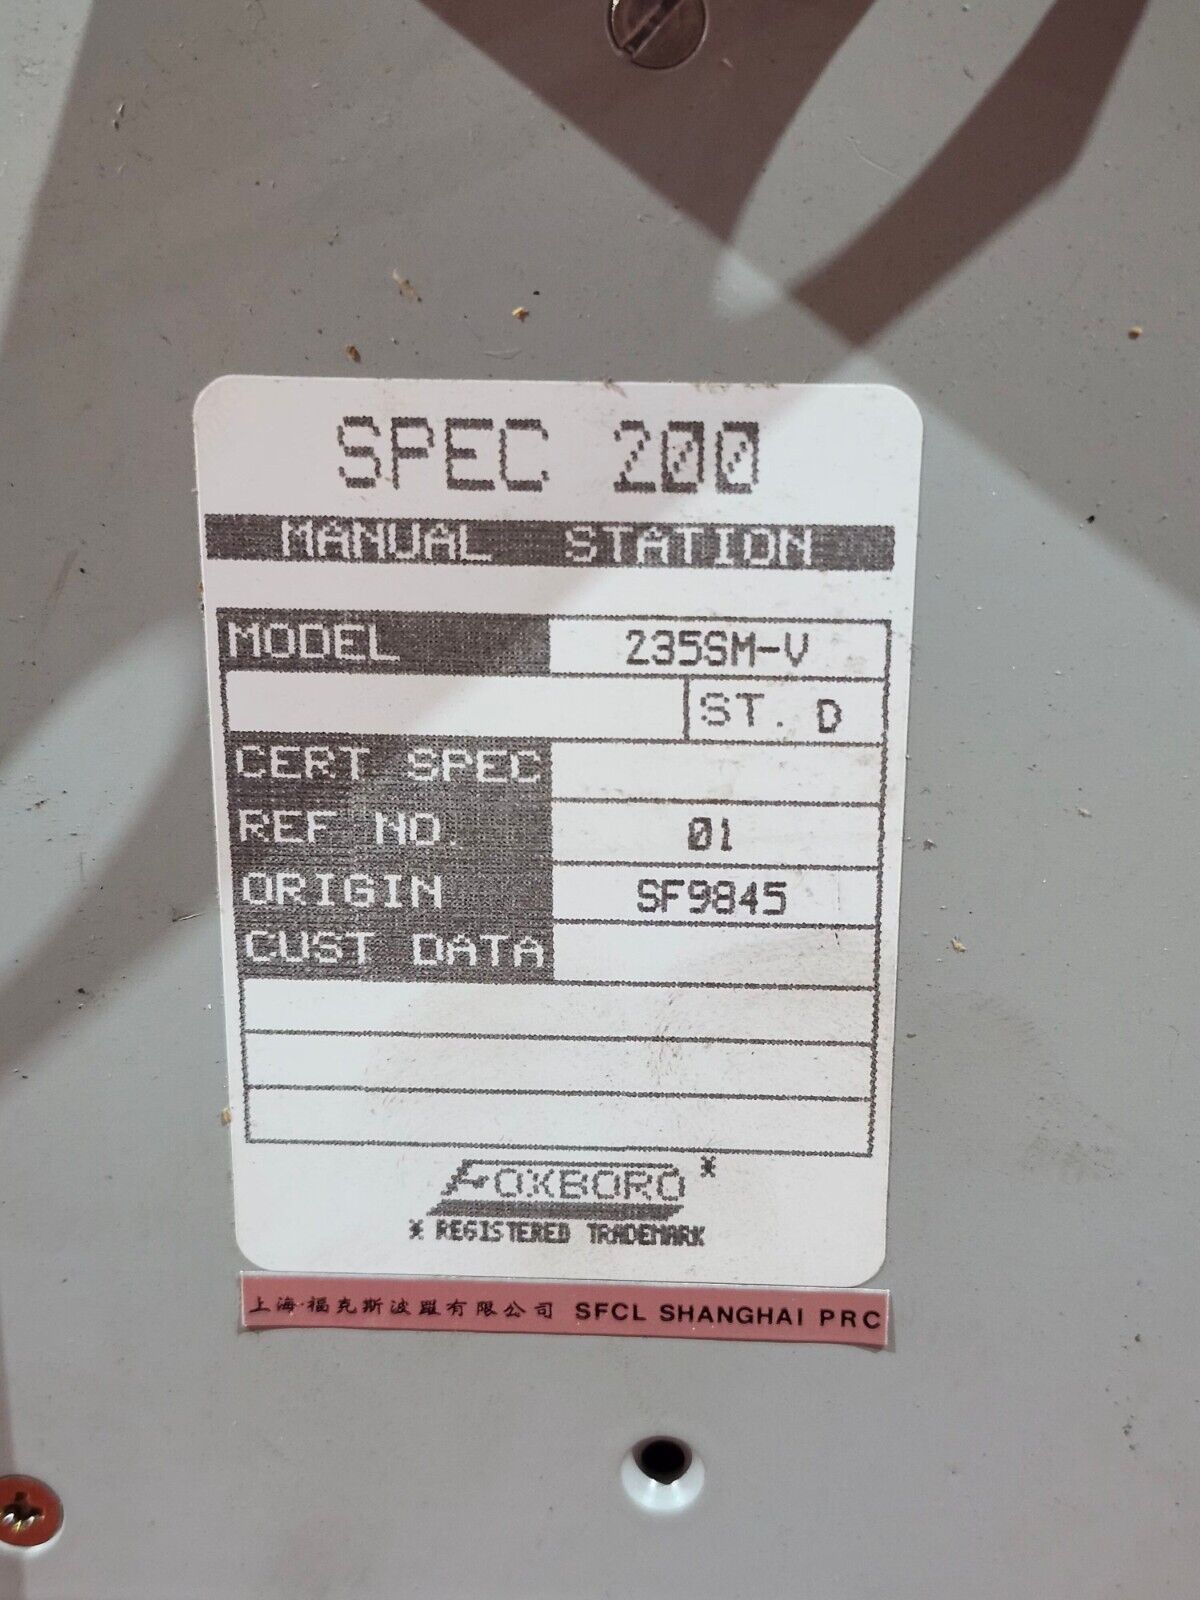 SPEC 200
MANUAL STATION
MODEL 235SM-V
ST. D
CERT SPEC
REF NO. 01
ORIGIN SF9845
CUST DATA
FOXBORO*
* REGISTERED TRADEMARK
上海·福克斯波罗有限公司 SFCL SHANGHAI PRC